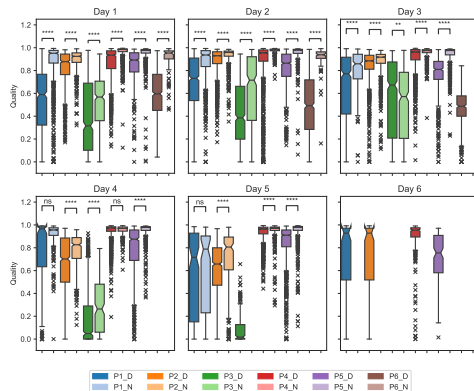 Day 1
Day 2
Day 3
1.2
1.0
0.8
0.6
0.4
0.2
0.0
Quality
**** **** **** **** **** ****
**** **** **** **** **** ****
**** **** ** **** ****
Day 4
Day 5
Day 6
1.2
1.0
0.8
0.6
0.4
0.2
0.0
Quality
ns **** **** ns ****
ns **** **** ****
P1_D P2_D P3_D P4_D P5_D P6_D
P1_N P2_N P3_N P4_N P5_N P6_N